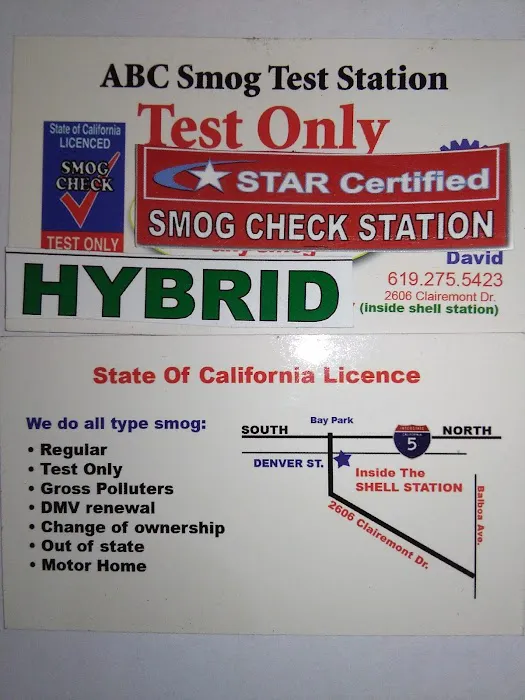 ABC Smog Test Station
Test Only
State of California
LICENCED
SMOG
CHECK
TEST ONLY
STAR Certified
SMOG CHECK STATION
HYBRID
David
619.275.5423
2606 Clairemont Dr.
(inside shell station)
State Of California Licence
We do all type smog:
• Regular
• Test Only
• Gross Polluters
• DMV renewal
• Change of ownership
• Out of state
• Motor Home
Bay Park
SOUTH
NORTH
5
DENVER ST.
Inside The
SHELL STATION
2606 Clairemont Dr.
Balboa Ave.